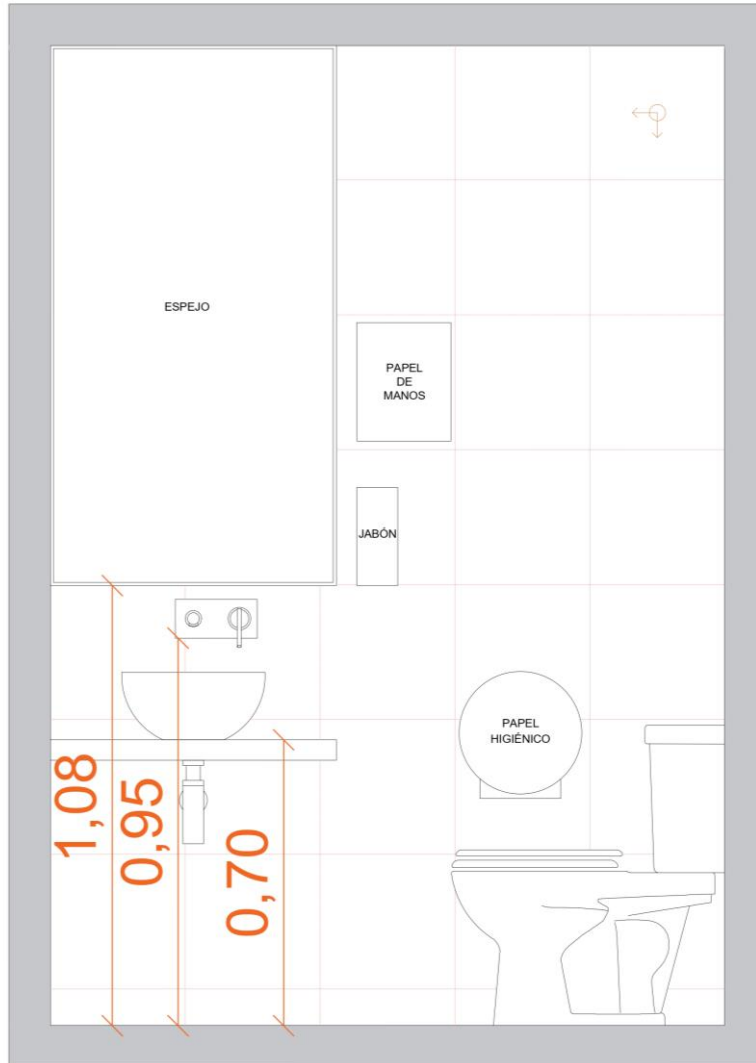 ESPEJO
PAPEL
DE
MANOS
JABÓN
PAPEL
HIGIÉNICO
1,08
0,95
0,70